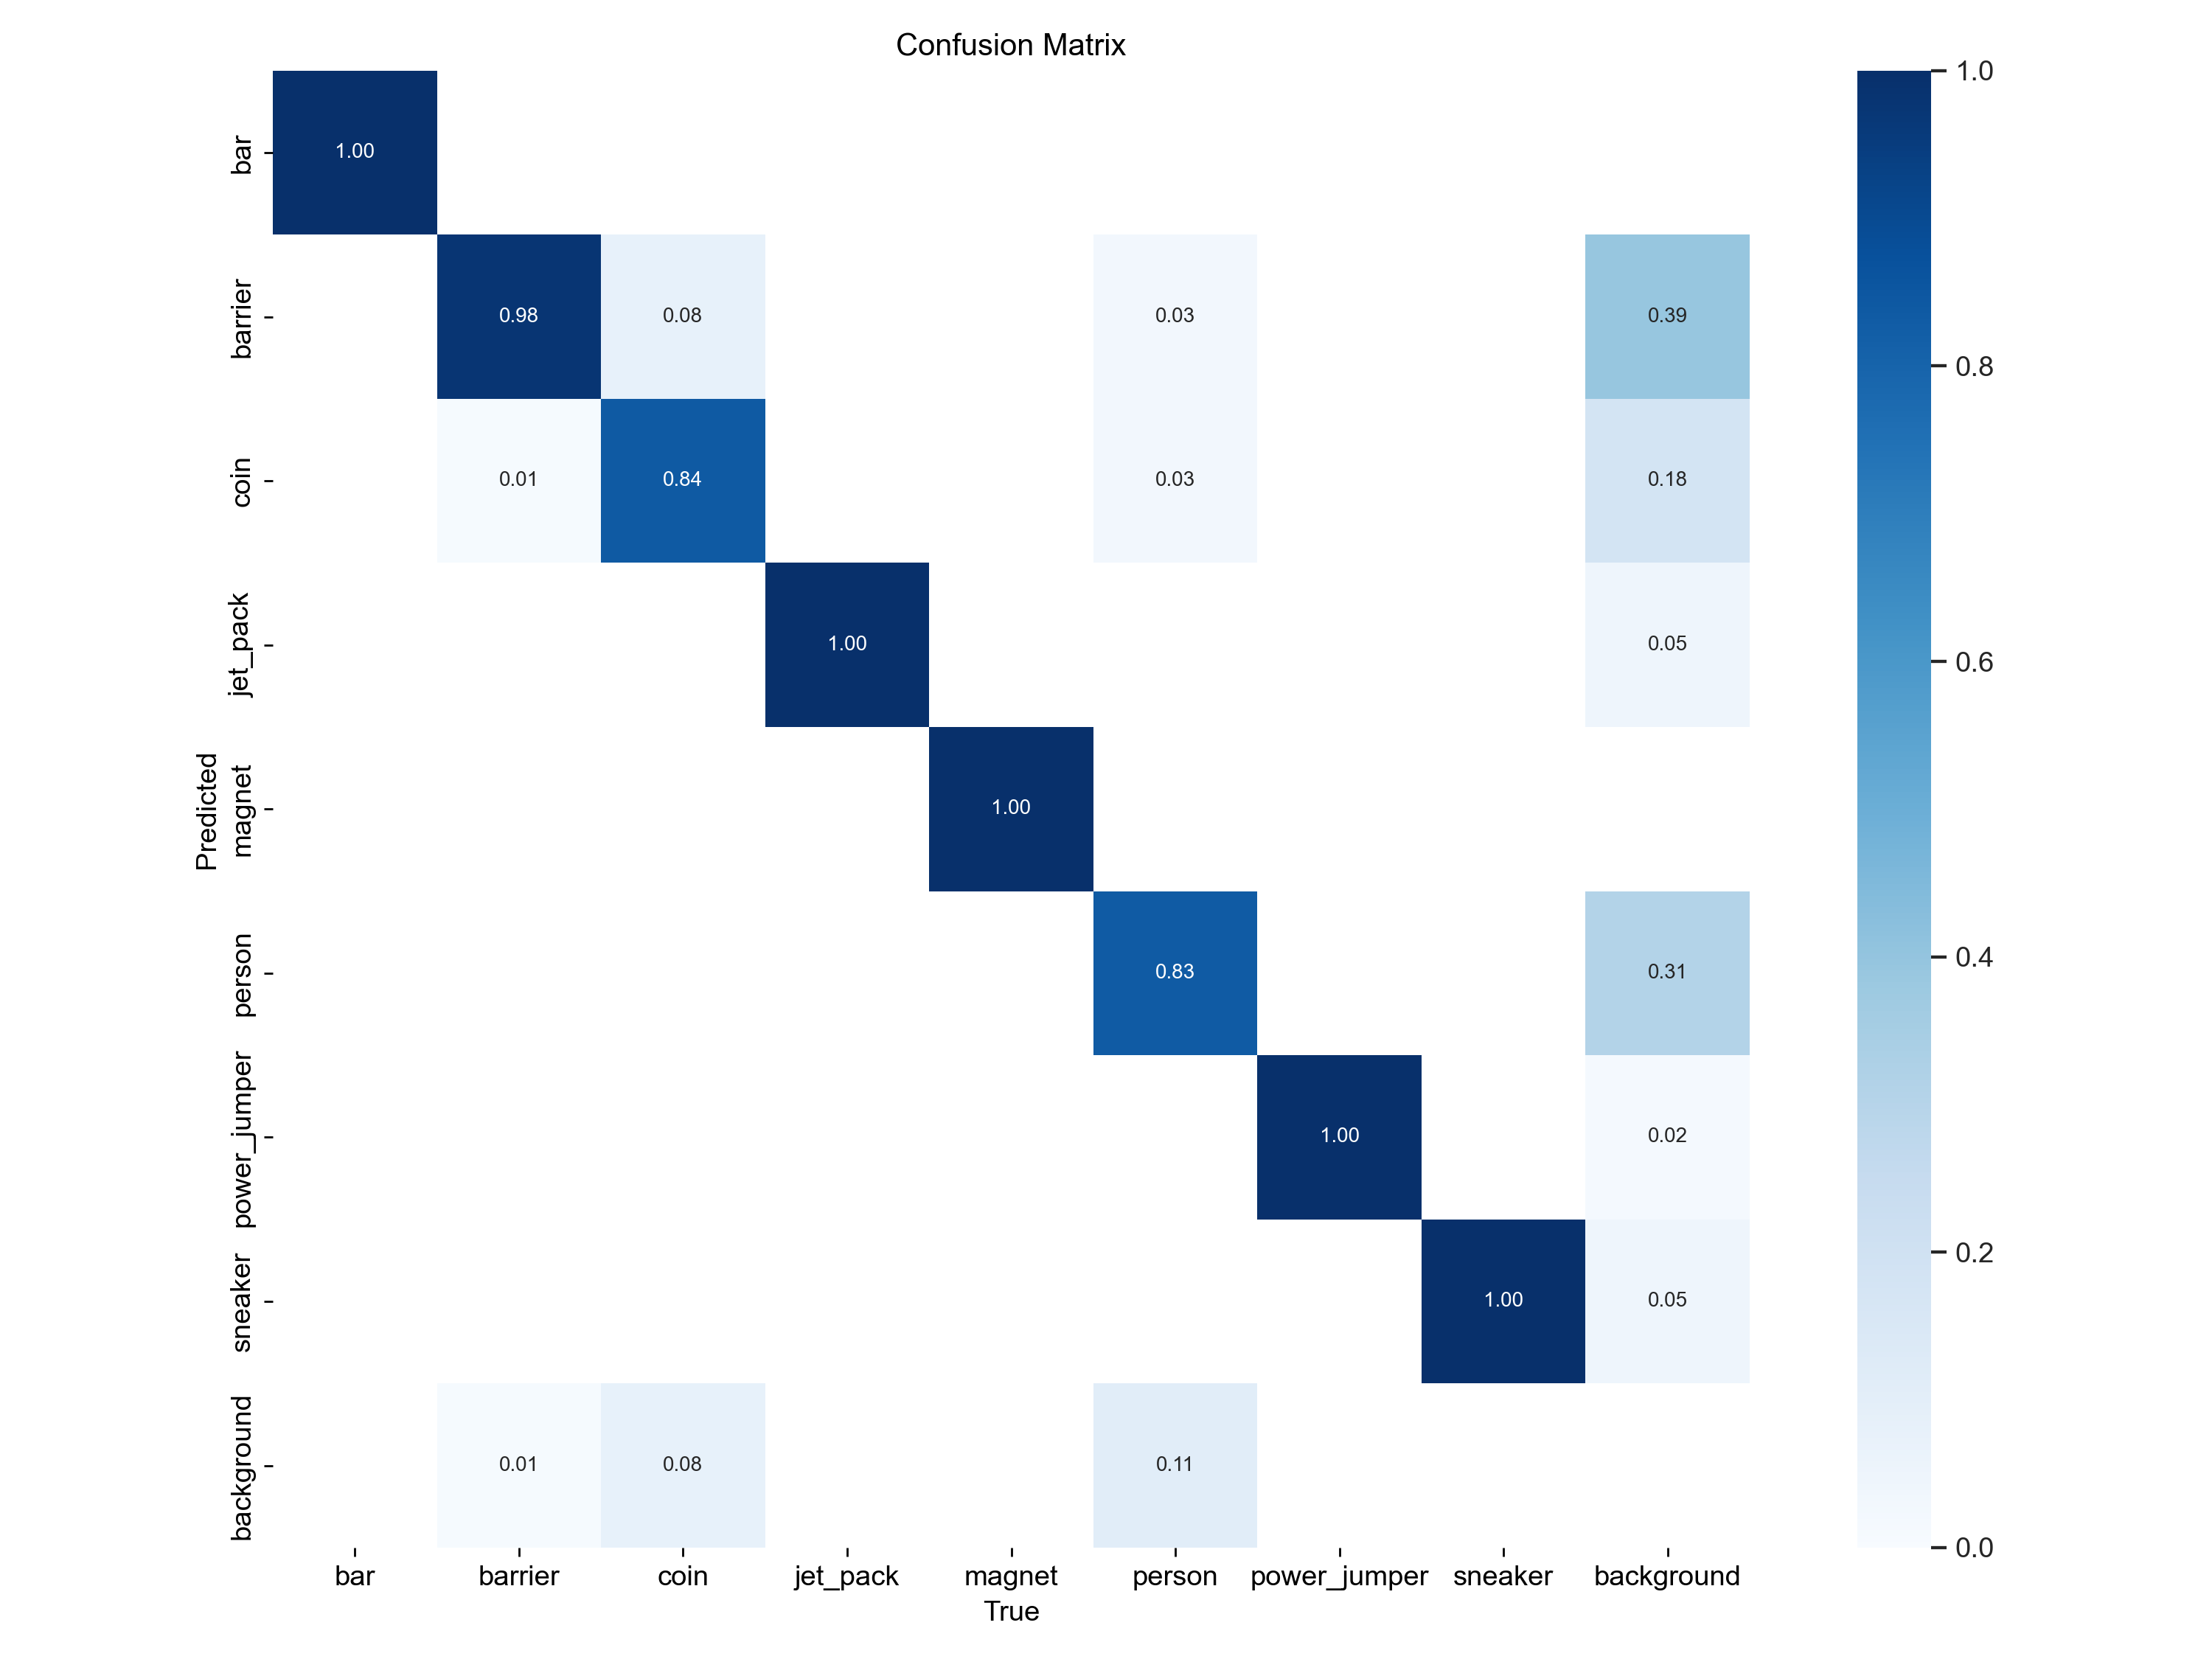 Confusion Matrix
bar
1.00
barrier
0.98 0.08 0.03 0.39
coin
0.01 0.84 0.03 0.18
jet_pack
1.00 0.05
magnet
1.00
person
0.83 0.31
power_jumper
1.00 0.02
sneaker
1.00 0.05
background
0.01 0.08 0.11
Predicted
bar barrier coin jet_pack magnet person power_jumper sneaker background
True
1.0
0.8
0.6
0.4
0.2
0.0